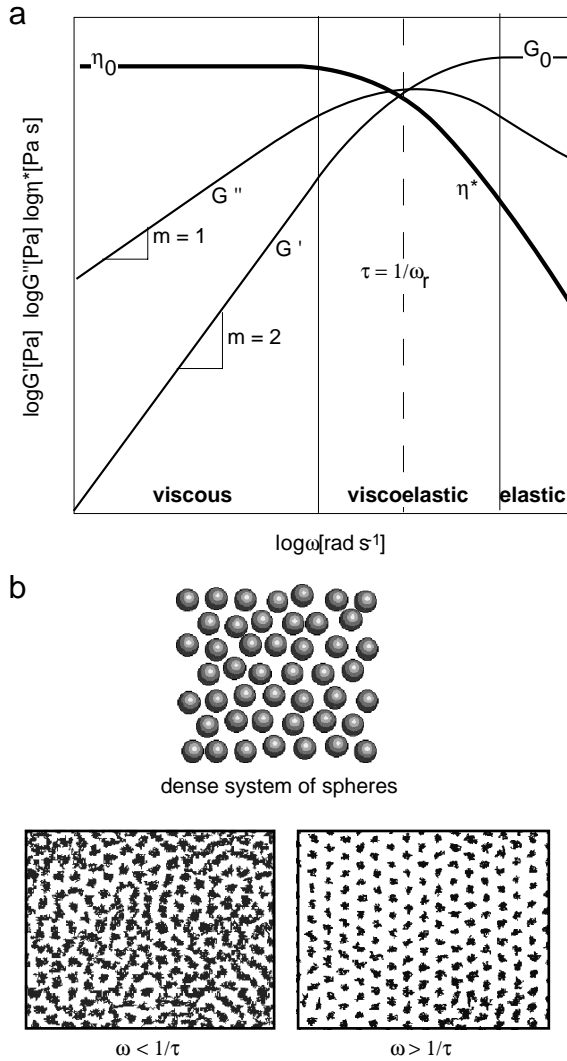 a
η₀
G₀
G"
η*
m = 1
G'
τ = 1/ωᵣ
m = 2
logG'[Pa] logG"[Pa] logη*[Pa s]
viscous viscoelastic elastic
logω[rad s⁻¹]
b
dense system of spheres
ω < 1/τ ω > 1/τ